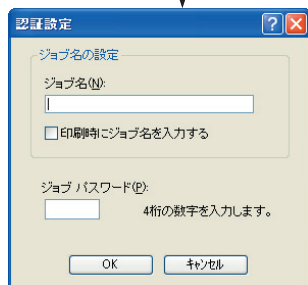 認証設定
ジョブ名の設定
ジョブ名(N):
印刷時にジョブ名を入力する
ジョブ パスワード(P):
4桁の数字を入力します。
OK
キャンセル